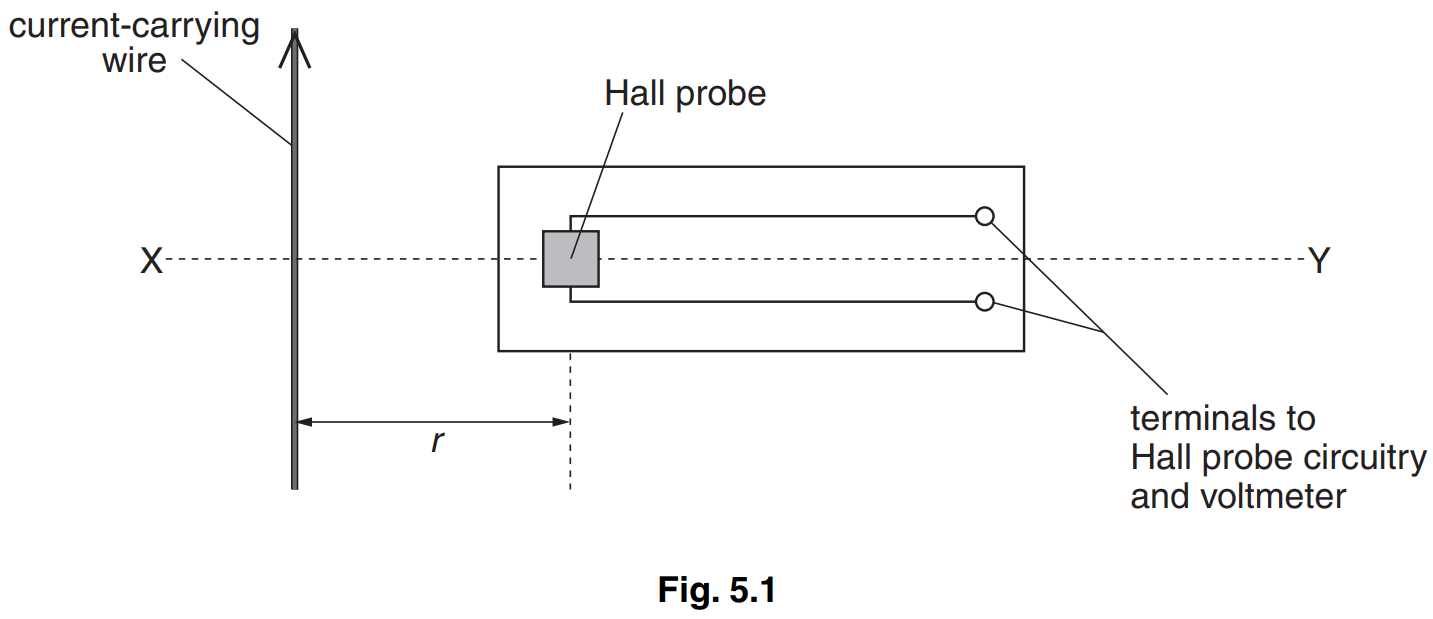 current-carrying
wire
Hall probe
X
Y
r
terminals to
Hall probe circuitry
and voltmeter
Fig. 5.1